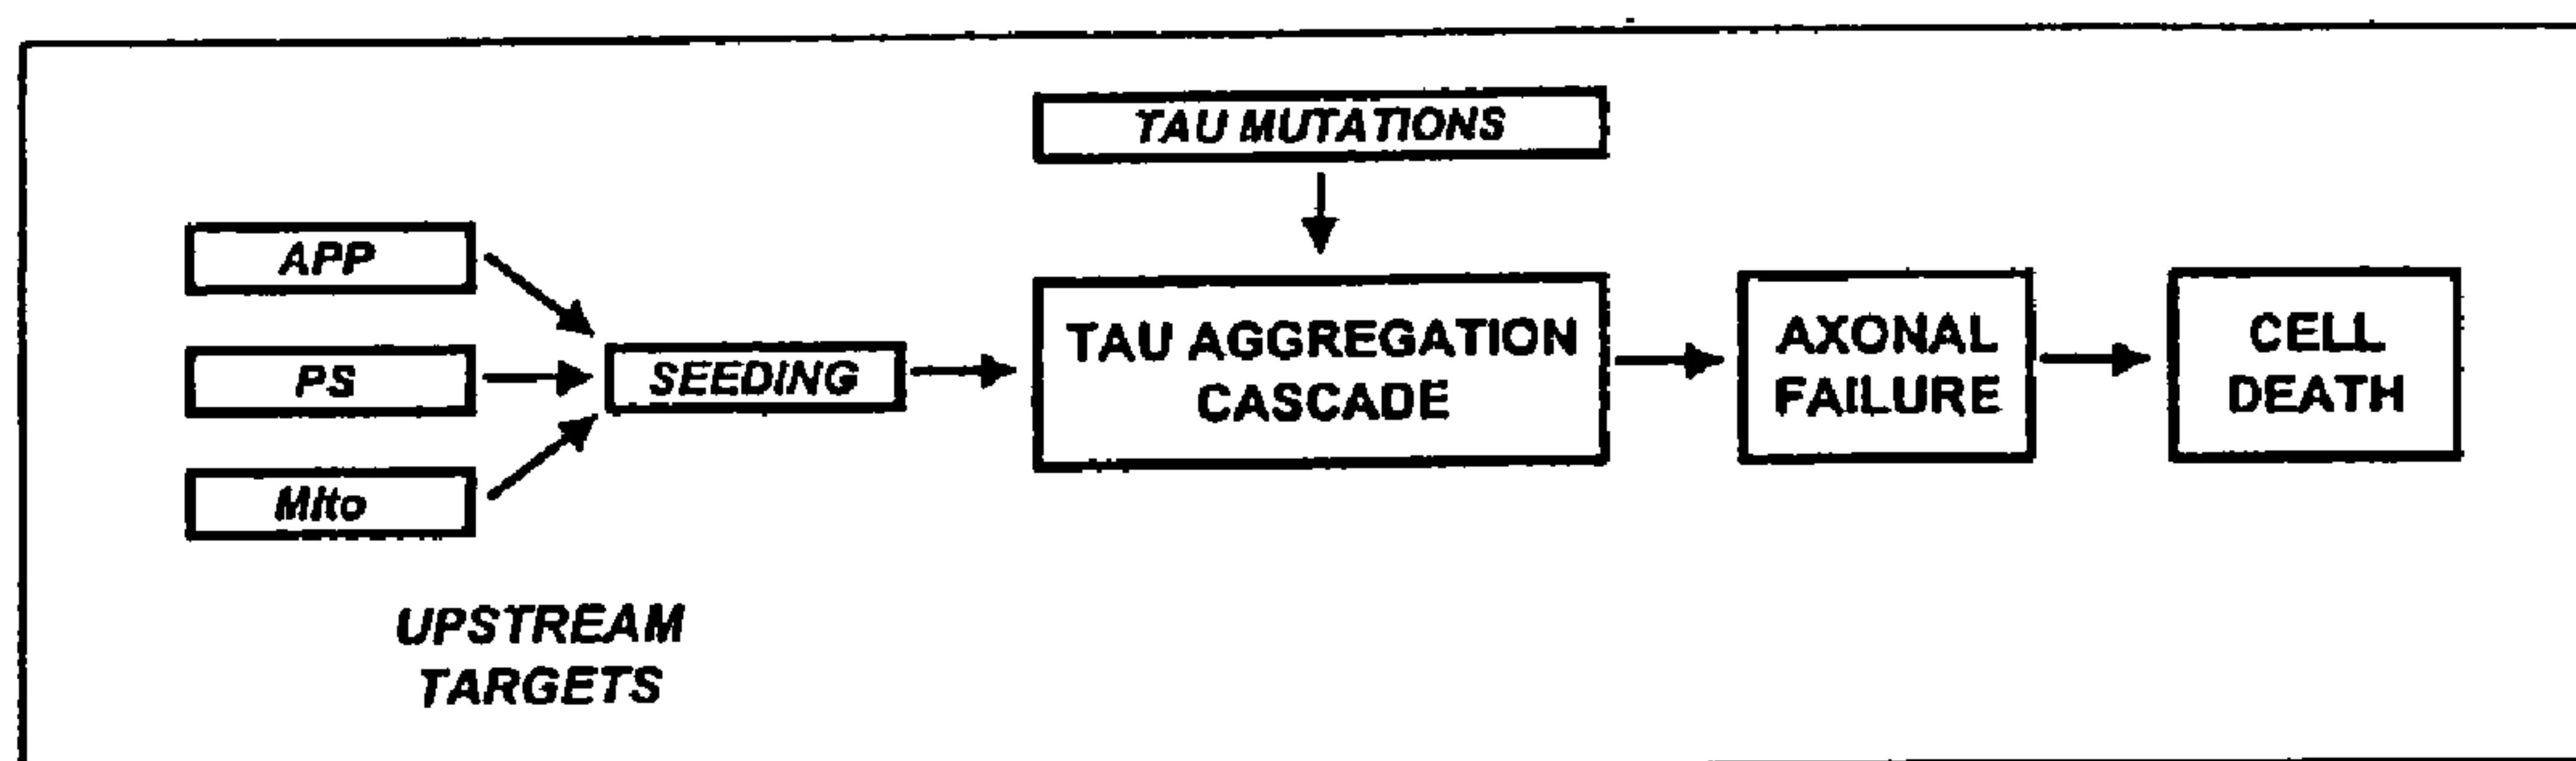 TAU MUTATIONS
APP
PS
Mito
SEEDING
TAU AGGREGATION
CASCADE
AXONAL
FAILURE
CELL
DEATH
UPSTREAM
TARGETS